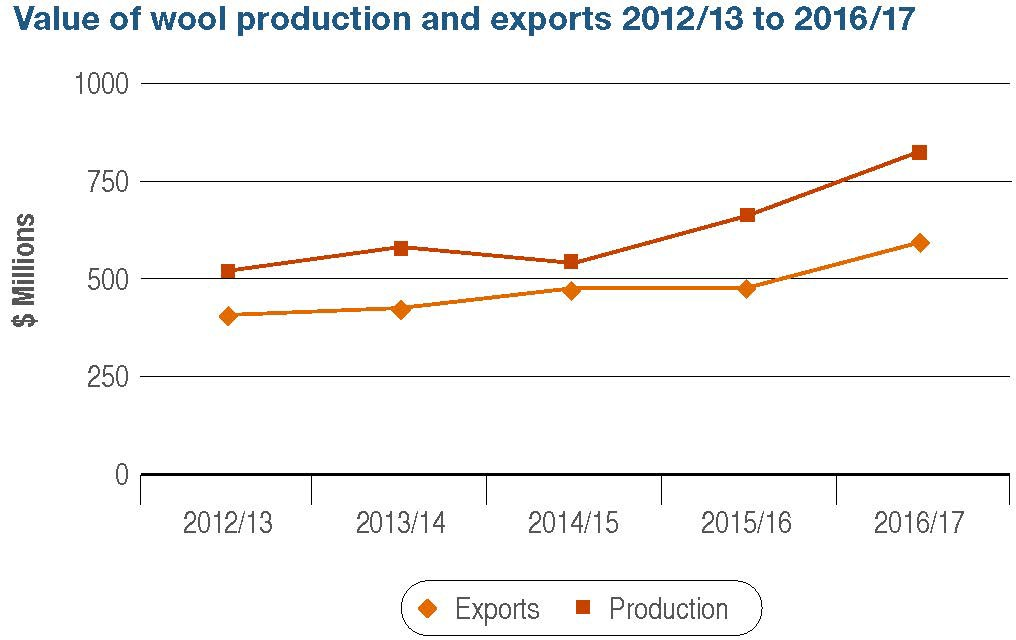 Value of wool production and exports 2012/13 to 2016/17
1000
750
500
250
0
$ Millions
2012/13 2013/14 2014/15 2015/16 2016/17
Exports Production